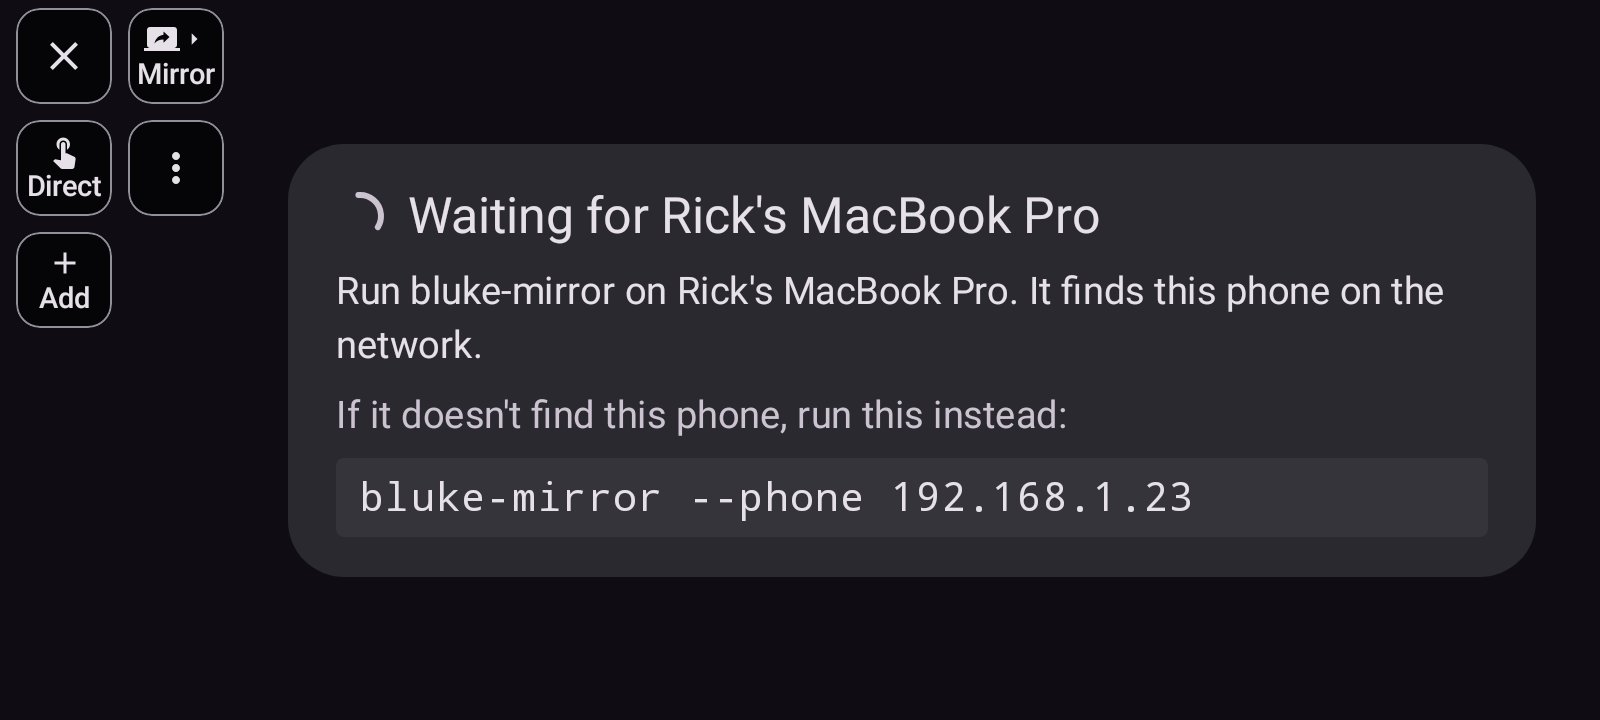 Mirror
Direct
Add
Waiting for Rick's MacBook Pro
Run bluke-mirror on Rick's MacBook Pro. It finds this phone on the
network.
If it doesn't find this phone, run this instead:
bluke-mirror --phone 192.168.1.23